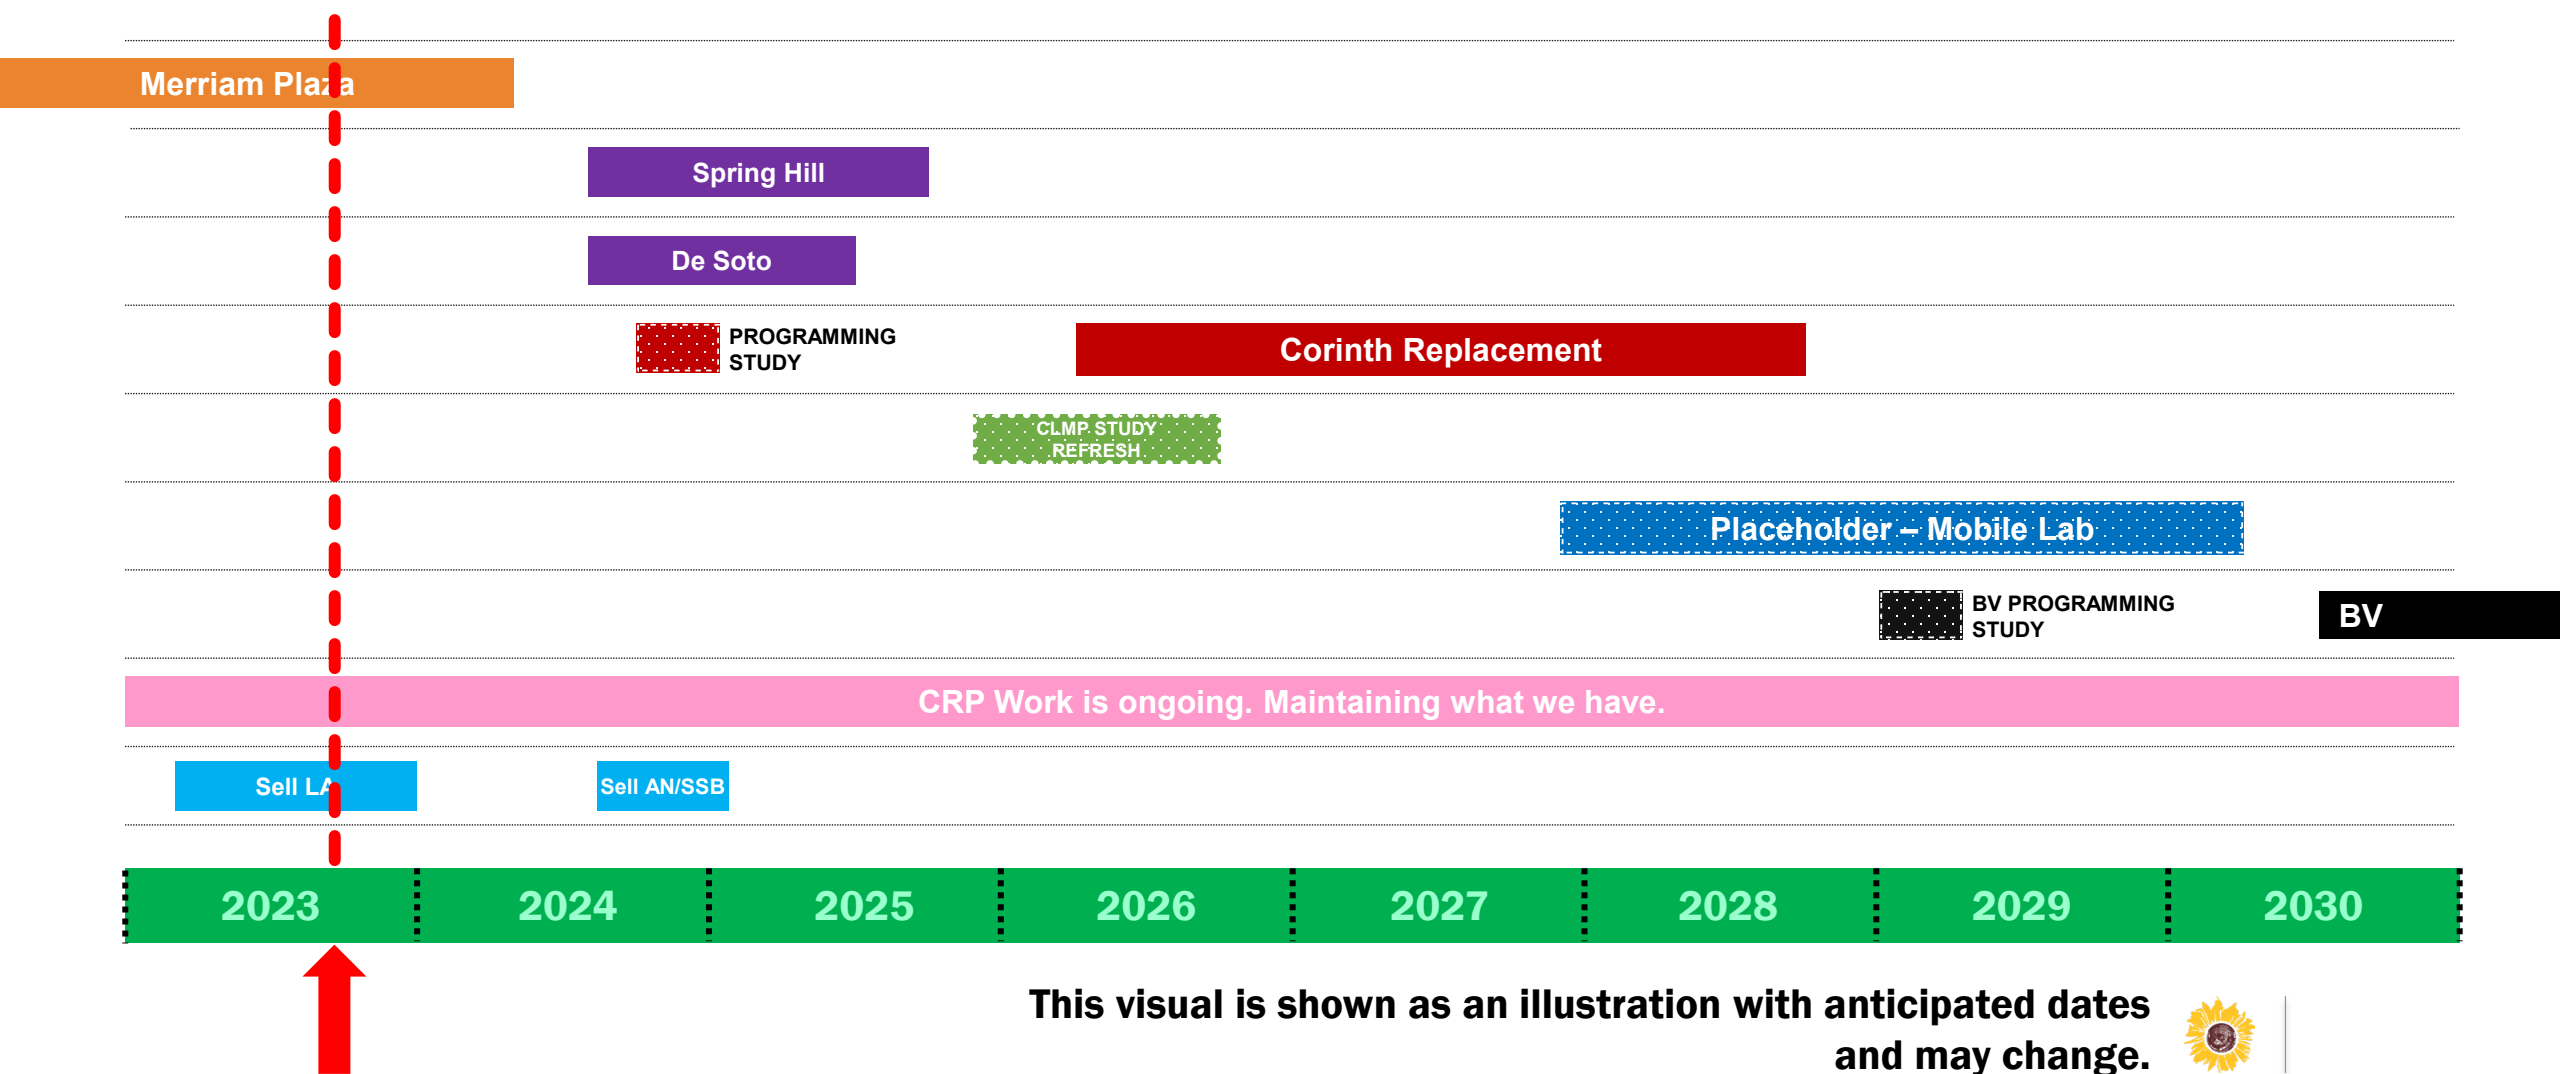 Merriam Plaza
Spring Hill
De Soto
PROGRAMMING
STUDY
Corinth Replacement
CLMP STUDY
REFRESH
Placeholder – Mobile Lab
BV PROGRAMMING
STUDY
BV
CRP Work is ongoing. Maintaining what we have.
Sell LA
Sell AN/SSB
2023
2024
2025
2026
2027
2028
2029
2030
This visual is shown as an illustration with anticipated dates
and may change.